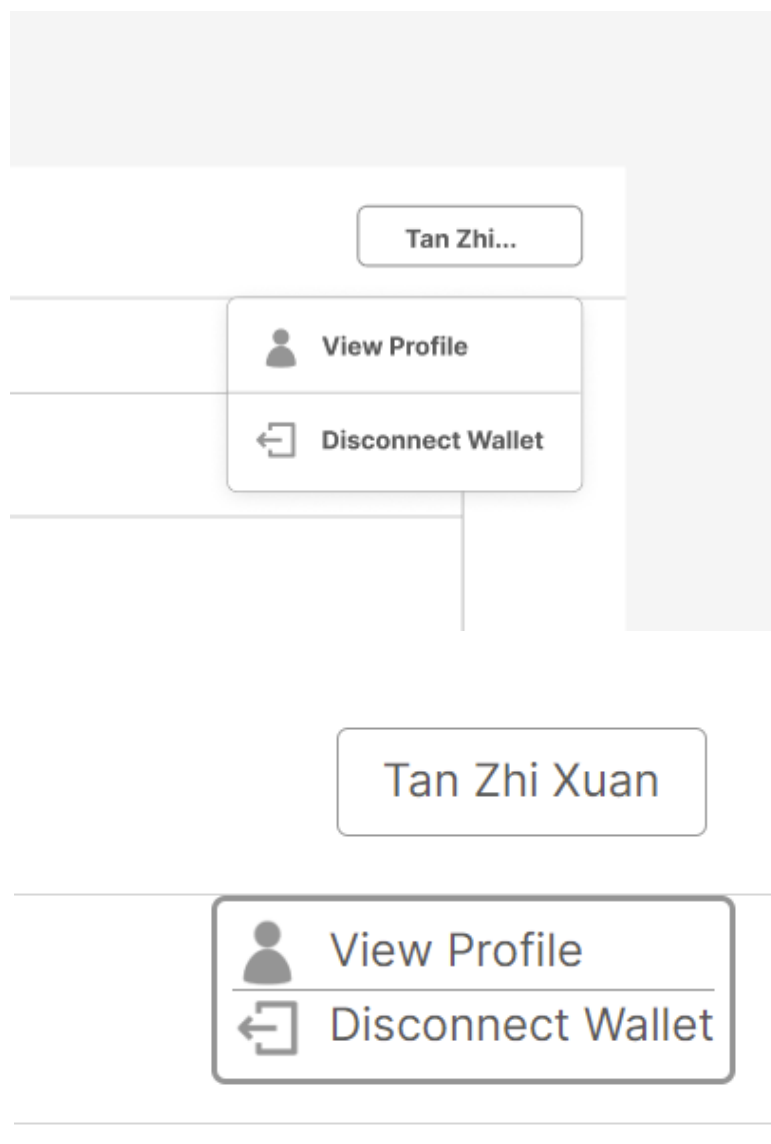 Tan Zhi...
View Profile
Disconnect Wallet
Tan Zhi Xuan
View Profile
Disconnect Wallet